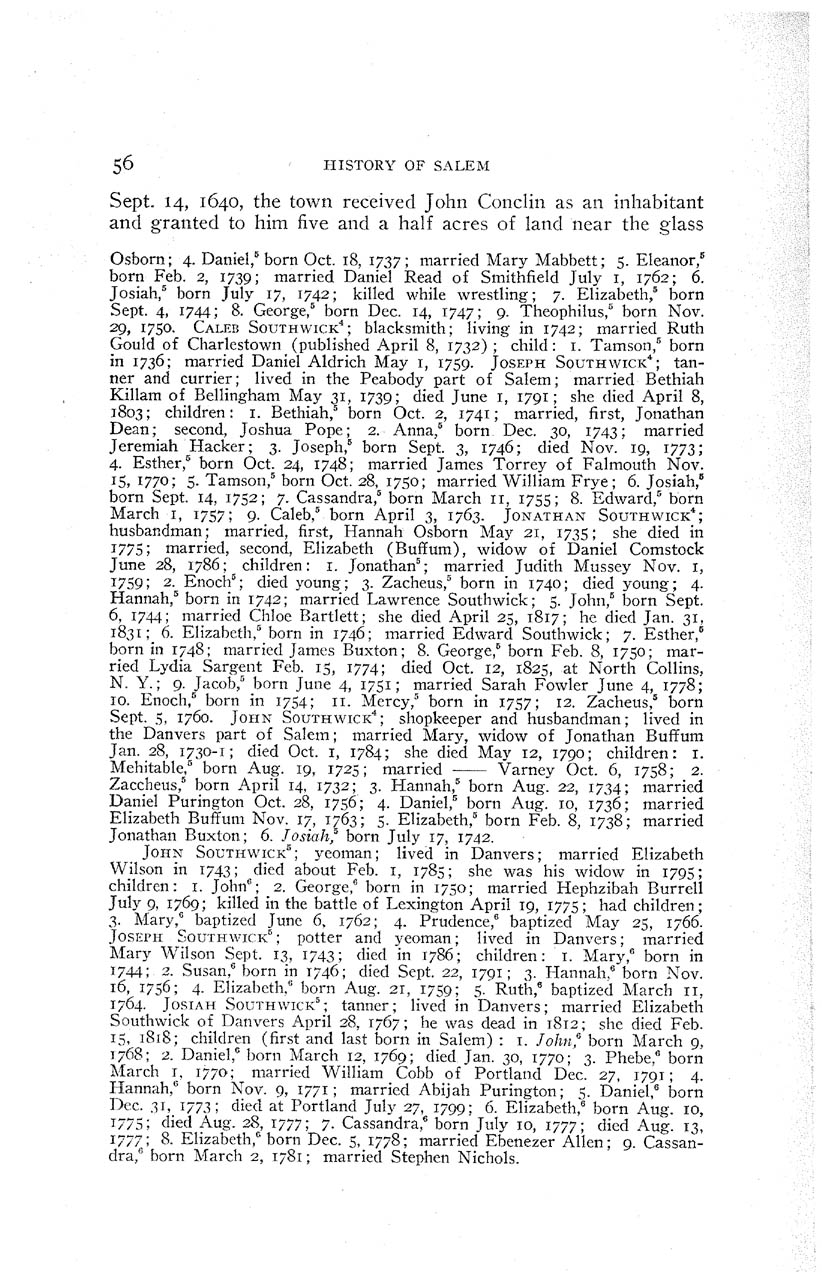 56 HISTORY OF SALEM
Sept. 14, 1640, the town received John Conclin as an inhabitant
and granted to him five and a half acres of land near the glass
Osborn; 4. Daniel,⁵ born Oct. 18, 1737; married Mary Mabbett; 5. Eleanor,⁵
born Feb. 2, 1739; married Daniel Read of Smithfield July 1, 1762; 6.
Josiah,⁵ born July 17, 1742; killed while wrestling; 7. Elizabeth,⁵ born
Sept. 4, 1744; 8. George,⁵ born Dec. 14, 1747; 9. Theophilus,⁵ born Nov.
29, 1750. CALEB SOUTHWICK⁴; blacksmith; living in 1742; married Ruth
Gould of Charlestown (published April 8, 1732); child: 1. Tamson,⁵ born
in 1736; married Daniel Aldrich May 1, 1759. JOSEPH SOUTHWICK⁴; tan-
ner and currier; lived in the Peabody part of Salem; married Bethiah
Killam of Bellingham May 31, 1739; died June 1, 1791; she died April 8,
1803; children: 1. Bethiah,⁵ born Oct. 2, 1741; married, first, Jonathan
Dean; second, Joshua Pope; 2. Anna,⁵ born Dec. 30, 1743; married
Jeremiah Hacker; 3. Joseph,⁵ born Sept. 3, 1746; died Nov. 19, 1773;
4. Esther,⁵ born Oct. 24, 1748; married James Torrey of Falmouth Nov.
15, 1770; 5. Tamson,⁵ born Oct. 28, 1750; married William Frye; 6. Josiah,⁵
born Sept. 14, 1752; 7. Cassandra,⁵ born March 11, 1755; 8. Edward,⁵ born
March 1, 1757; 9. Caleb,⁵ born April 3, 1763. JONATHAN SOUTHWICK⁴;
husbandman; married, first, Hannah Osborn May 21, 1735; she died in
1775; married, second, Elizabeth (Buffum), widow of Daniel Comstock
June 28, 1786; children: 1. Jonathan⁵; married Judith Mussey Nov. 1,
1759; 2. Enoch⁵; died young; 3. Zacheus,⁵ born in 1740; died young; 4.
Hannah,⁵ born in 1742; married Lawrence Southwick; 5. John,⁵ born Sept.
6, 1744; married Chloe Bartlett; she died April 25, 1817; he died Jan. 31,
1831; 6. Elizabeth,⁵ born in 1746; married Edward Southwick; 7. Esther,⁵
born in 1748; married James Buxton; 8. George,⁵ born Feb. 8, 1750; mar-
ried Lydia Sargent Feb. 15, 1774; died Oct. 12, 1825, at North Collins,
N. Y.; 9. Jacob,⁵ born June 4, 1751; married Sarah Fowler June 4, 1778;
10. Enoch,⁵ born in 1754; 11. Mercy,⁵ born in 1757; 12. Zacheus,⁵ born
Sept. 5, 1760. JOHN SOUTHWICK⁴; shopkeeper and husbandman; lived in
the Danvers part of Salem; married Mary, widow of Jonathan Buffum
Jan. 28, 1730-1; died Oct. 1, 1784; she died May 12, 1790; children: 1.
Mehitable,⁵ born Aug. 19, 1725; married —— Varney Oct. 6, 1758; 2.
Zaccheus,⁵ born April 14, 1732; 3. Hannah,⁵ born Aug. 22, 1734; married
Daniel Purington Oct. 28, 1756; 4. Daniel,⁵ born Aug. 10, 1736; married
Elizabeth Buffum Nov. 17, 1763; 5. Elizabeth,⁵ born Feb. 8, 1738; married
Jonathan Buxton; 6. Josiah,⁵ born July 17, 1742.
JOHN SOUTHWICK⁵; yeoman; lived in Danvers; married Elizabeth
Wilson in 1743; died about Feb. 1, 1785; she was his widow in 1795;
children: 1. John⁶; 2. George,⁶ born in 1750; married Hephzibah Burrell
July 9, 1769; killed in the battle of Lexington April 19, 1775; had children;
3. Mary,⁶ baptized June 6, 1762; 4. Prudence,⁶ baptized May 25, 1766.
JOSEPH SOUTHWICK⁵; potter and yeoman; lived in Danvers; married
Mary Wilson Sept. 13, 1743; died in 1786; children: 1. Mary,⁶ born in
1744; 2. Susan,⁶ born in 1746; died Sept. 22, 1791; 3. Hannah,⁶ born Nov.
16, 1756; 4. Elizabeth,⁶ born Aug. 21, 1759; 5. Ruth,⁶ baptized March 11,
1764. JOSIAH SOUTHWICK⁵; tanner; lived in Danvers; married Elizabeth
Southwick of Danvers April 28, 1767; he was dead in 1812; she died Feb.
15, 1818; children (first and last born in Salem): 1. John,⁶ born March 9,
1768; 2. Daniel,⁶ born March 12, 1769; died Jan. 30, 1770; 3. Phebe,⁶ born
March 1, 1770; married William Cobb of Portland Dec. 27, 1791; 4.
Hannah,⁶ born Nov. 9, 1771; married Abijah Purington; 5. Daniel,⁶ born
Dec. 31, 1773; died at Portland July 27, 1799; 6. Elizabeth,⁶ born Aug. 10,
1775; died Aug. 28, 1777; 7. Cassandra,⁶ born July 10, 1777; died Aug. 13,
1777; 8. Elizabeth,⁶ born Dec. 5, 1778; married Ebenezer Allen; 9. Cassan-
dra,⁶ born March 2, 1781; married Stephen Nichols.